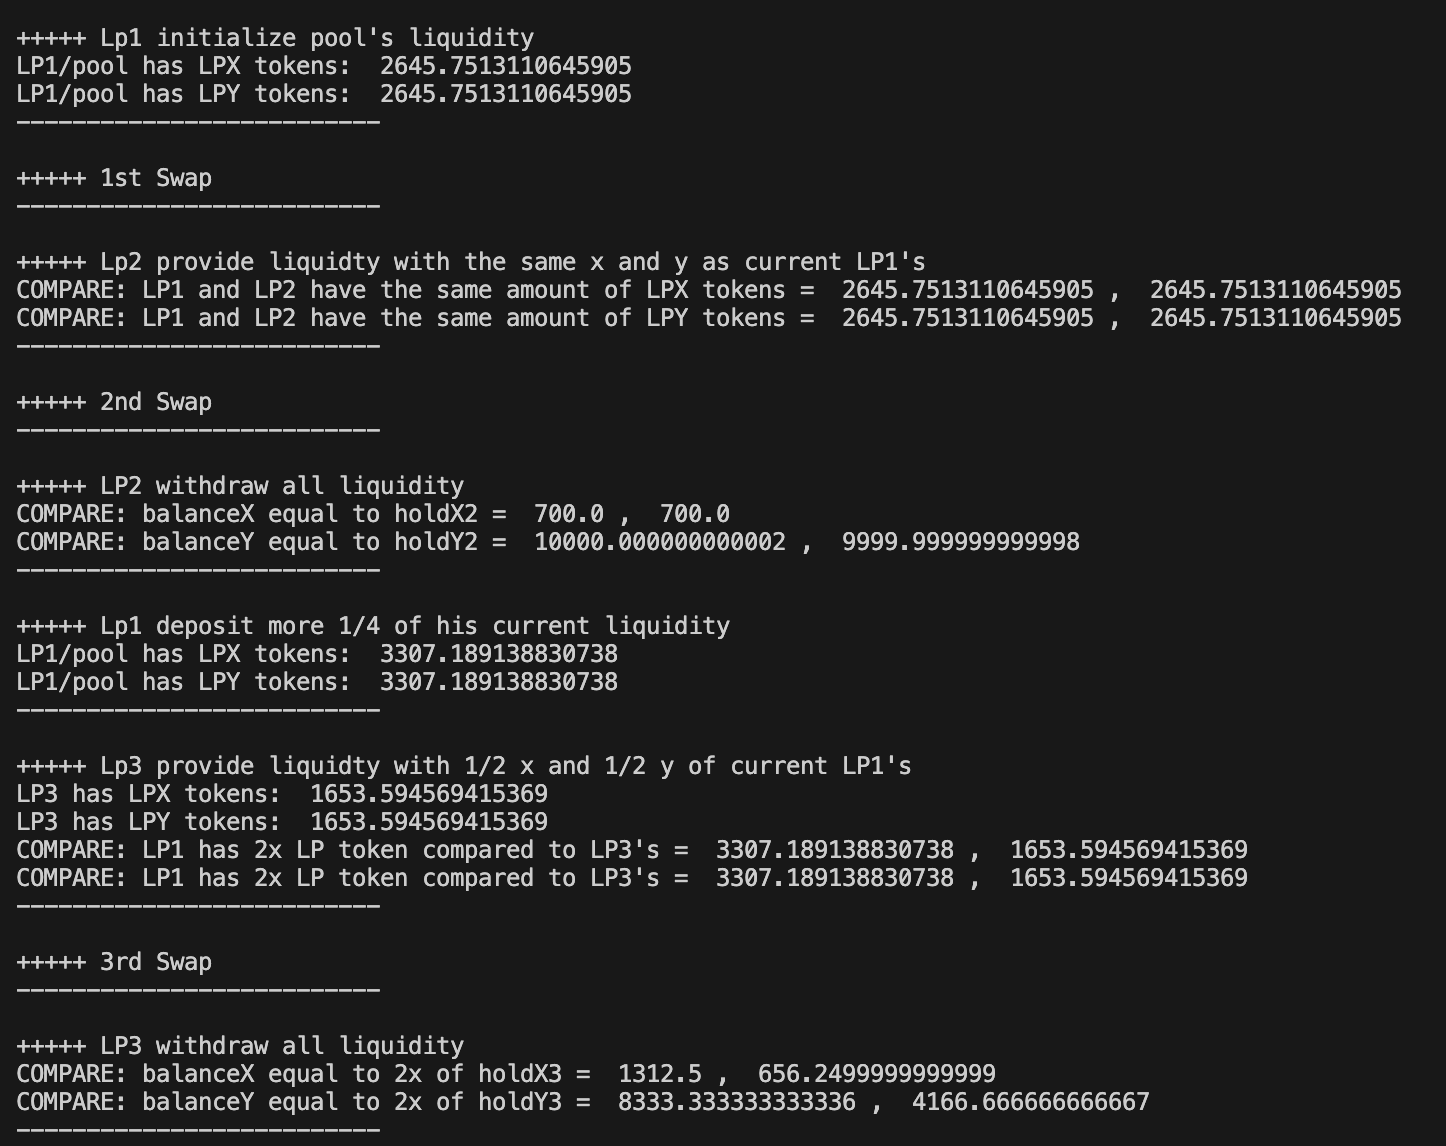 +++++ Lp1 initialize pool's liquidity
LP1/pool has LPX tokens:  2645.7513110645905
LP1/pool has LPY tokens:  2645.7513110645905
--------------------------
+++++ 1st Swap
--------------------------
+++++ Lp2 provide liquidty with the same x and y as current LP1's
COMPARE: LP1 and LP2 have the same amount of LPX tokens =  2645.7513110645905 ,  2645.7513110645905
COMPARE: LP1 and LP2 have the same amount of LPY tokens =  2645.7513110645905 ,  2645.7513110645905
--------------------------
+++++ 2nd Swap
--------------------------
+++++ LP2 withdraw all liquidity
COMPARE: balanceX equal to holdX2 =  700.0 ,  700.0
COMPARE: balanceY equal to holdY2 =  10000.000000000002 ,  9999.999999999998
--------------------------
+++++ Lp1 deposit more 1/4 of his current liquidity
LP1/pool has LPX tokens:  3307.189138830738
LP1/pool has LPY tokens:  3307.189138830738
--------------------------
+++++ Lp3 provide liquidty with 1/2 x and 1/2 y of current LP1's
LP3 has LPX tokens:  1653.594569415369
LP3 has LPY tokens:  1653.594569415369
COMPARE: LP1 has 2x LP token compared to LP3's =  3307.189138830738 ,  1653.594569415369
COMPARE: LP1 has 2x LP token compared to LP3's =  3307.189138830738 ,  1653.594569415369
--------------------------
+++++ 3rd Swap
--------------------------
+++++ LP3 withdraw all liquidity
COMPARE: balanceX equal to 2x of holdX3 =  1312.5 ,  656.2499999999999
COMPARE: balanceY equal to 2x of holdY3 =  8333.333333333336 ,  4166.666666666667
--------------------------